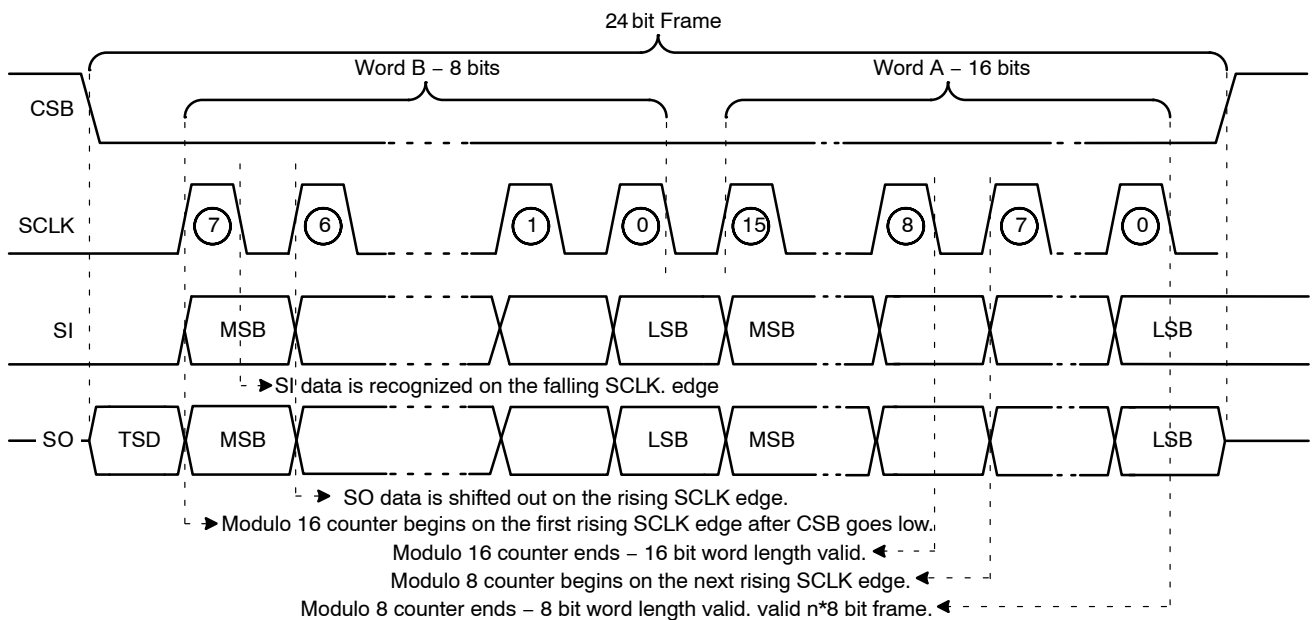 24 bit Frame
Word B – 8 bits
Word A – 16 bits
CSB
SCLK
7
6
1
0
15
8
7
0
SI
MSB
LSB
MSB
LSB
SI data is recognized on the falling SCLK. edge
SO
TSD
MSB
LSB
MSB
LSB
SO data is shifted out on the rising SCLK edge.
Modulo 16 counter begins on the first rising SCLK edge after CSB goes low.
Modulo 16 counter ends – 16 bit word length valid.
Modulo 8 counter begins on the next rising SCLK edge.
Modulo 8 counter ends – 8 bit word length valid. valid n*8 bit frame.